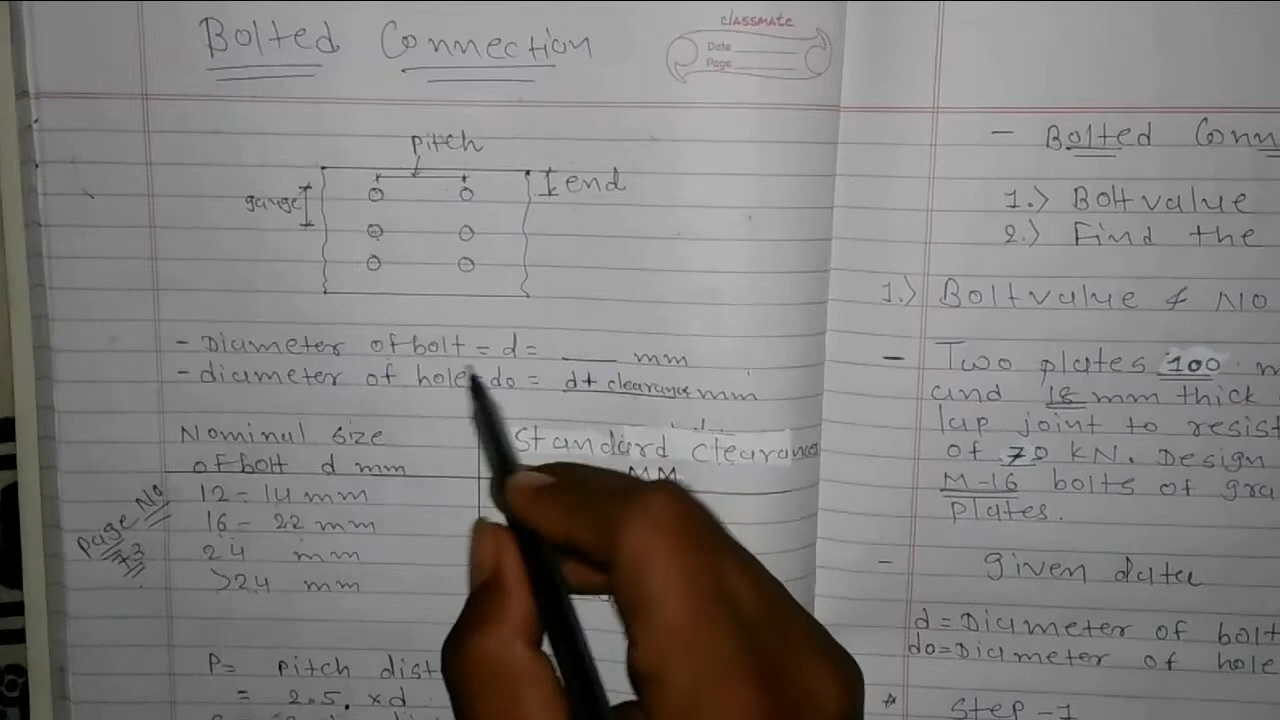 Bolted Connection
classmate
Date
Page
Pitch
gauge
end
- Diameter of bolt = d = ___ mm
- diameter of hole do = d+ clearance mm
Nominal size
of bolt d mm
Standard Clearance
MM
12 - 14 mm
16 - 22 mm
24 mm
>24 mm
Page No
73
P = Pitch dist
= 2.5. xd
- Bolted Conn
1.) Bolt value
2.) Find the
1.) Bolt value & No
- Two plates 100 m
and 18 mm thick
lap joint to resist
of 70 kN. Design
M-16 bolts of gra
plates.
- given data
d = Diameter of bolt
do = Diameter of hole
* Step - 1